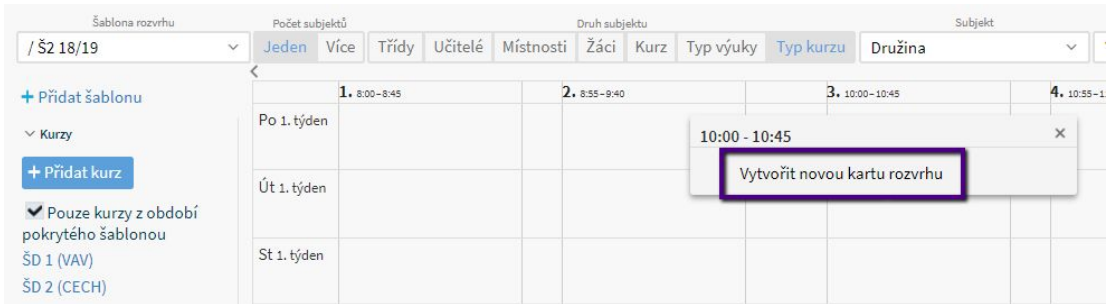 Šablona rozvrhu
Počet subjektů
Druh subjektu
Subjekt
/ Š2 18/19
Jeden Více
Třídy Učitelé Místnosti Žáci Kurz Typ výuky Typ kurzu
Družina
+ Přidat šablonu
Kurzy
+ Přidat kurz
Pouze kurzy z období
pokrytého šablonou
ŠD 1 (VAV)
ŠD 2 (CECH)
1. 8:00-8:45
2. 8:55-9:40
3. 10:00-10:45
4. 10:55-1
Po 1. týden
Út 1. týden
St 1. týden
10:00 - 10:45 ×
Vytvořit novou kartu rozvrhu